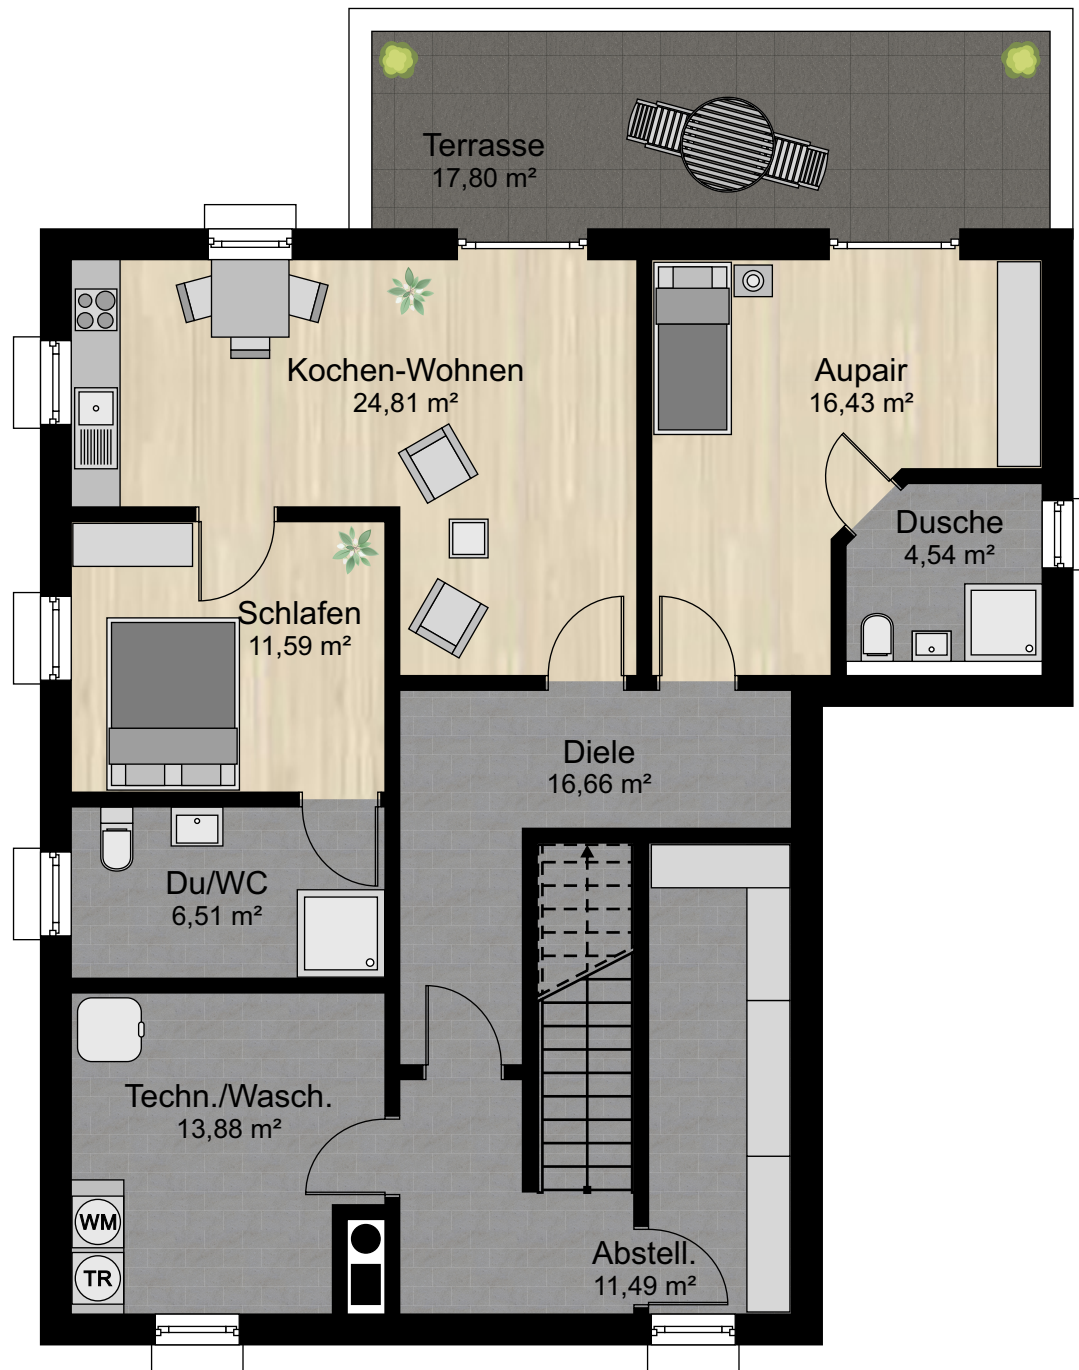 Terrasse
17,80 m²
Kochen-Wohnen
24,81 m²
Aupair
16,43 m²
Dusche
4,54 m²
Schlafen
11,59 m²
Diele
16,66 m²
Du/WC
6,51 m²
Techn./Wasch.
13,88 m²
WM
TR
Abstell.
11,49 m²